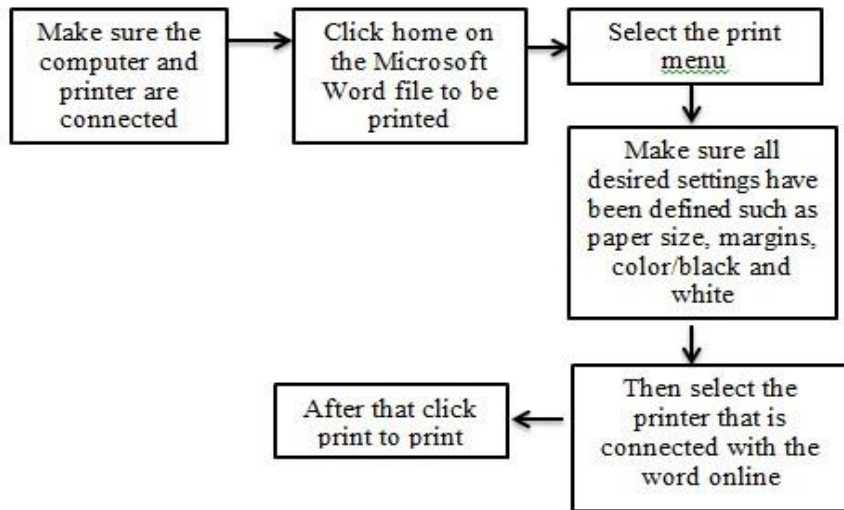 Make sure the
computer and
printer are
connected
Click home on
the Microsoft
Word file to be
printed
Select the print
menu
Make sure all
desired settings have
been defined such as
paper size, margins,
color/black and
white
Then select the
printer that is
connected with the
word online
After that click
print to print